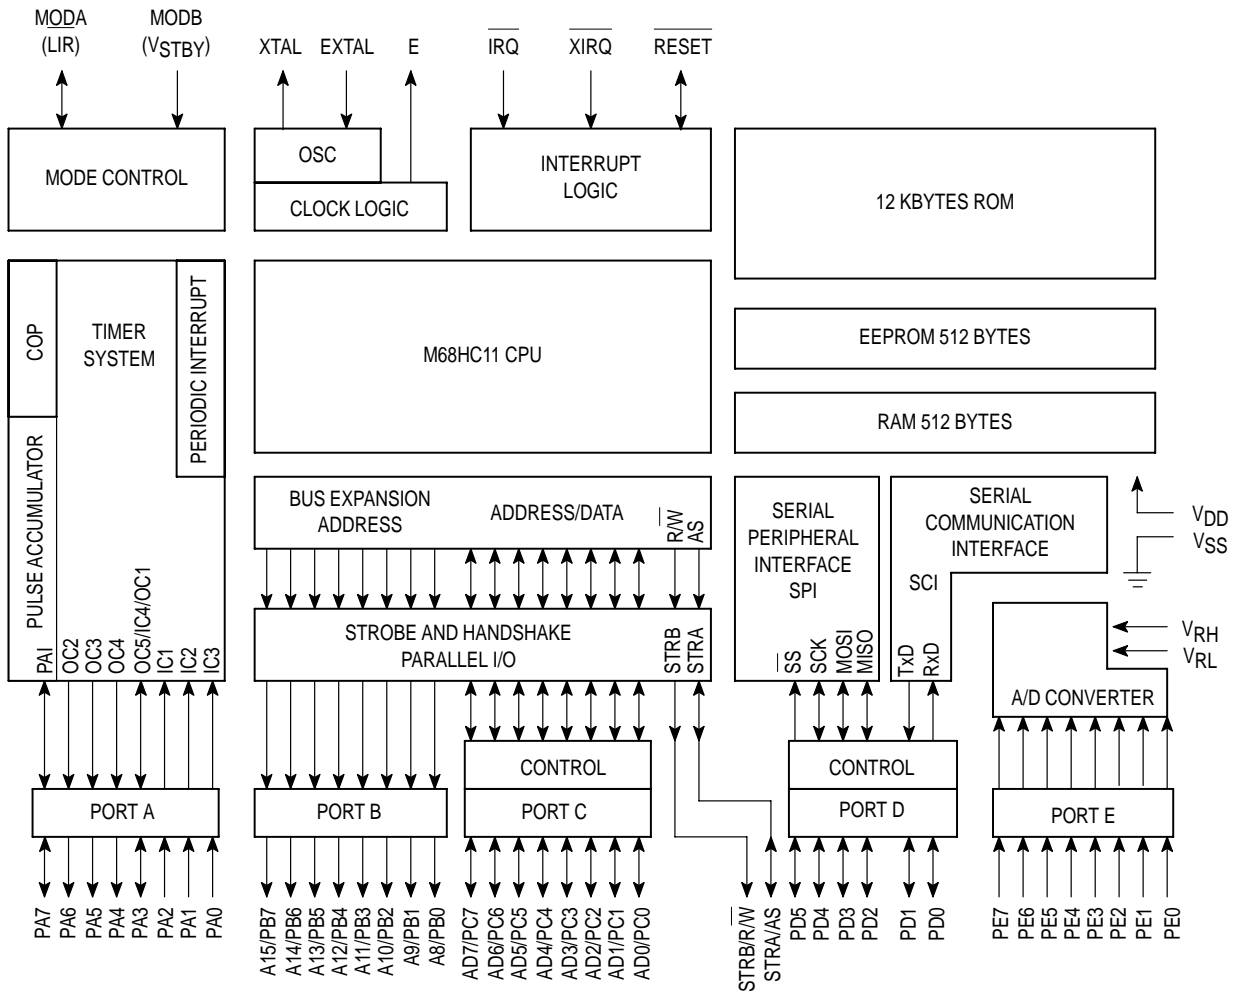 MODA
(LIR)
MODB
(VSTBY)
XTAL
EXTAL
E
IRQ
XIRQ
RESET
MODE CONTROL
OSC
CLOCK LOGIC
INTERRUPT
LOGIC
12 KBYTES ROM
COP
TIMER
SYSTEM
PERIODIC INTERRUPT
M68HC11 CPU
EEPROM 512 BYTES
RAM 512 BYTES
PULSE ACCUMULATOR
BUS EXPANSION
ADDRESS
ADDRESS/DATA
R/W
AS
SERIAL
PERIPHERAL
INTERFACE
SPI
SERIAL
COMMUNICATION
INTERFACE
SCI
VDD
VSS
PAI
OC2
OC3
OC4
OC5/IC4/OC1
IC1
IC2
IC3
STROBE AND HANDSHAKE
PARALLEL I/O
STRB
STRA
SS
SCK
MOSI
MISO
TxD
RxD
VRH
VRL
A/D CONVERTER
CONTROL
CONTROL
PORT A
PORT B
PORT C
PORT D
PORT E
PA7
PA6
PA5
PA4
PA3
PA2
PA1
PA0
A15/PB7
A14/PB6
A13/PB5
A12/PB4
A11/PB3
A10/PB2
A9/PB1
A8/PB0
AD7/PC7
AD6/PC6
AD5/PC5
AD4/PC4
AD3/PC3
AD2/PC2
AD1/PC1
AD0/PC0
STRB/R/W
STRA/AS
PD5
PD4
PD3
PD2
PD1
PD0
PE7
PE6
PE5
PE4
PE3
PE2
PE1
PE0